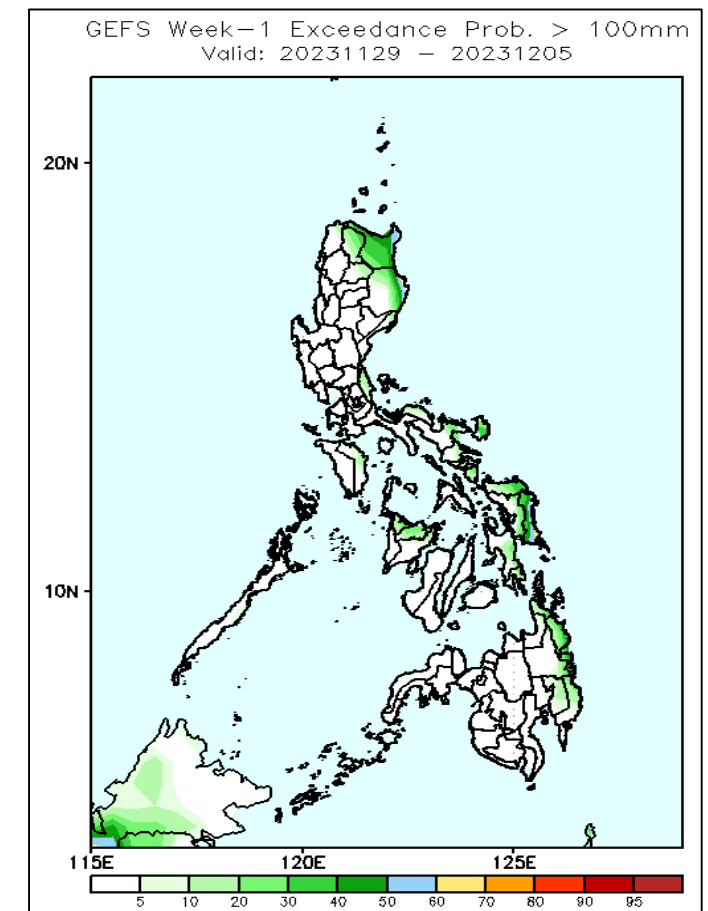 GEFS Week-1 Exceedance Prob. > 100mm
Valid: 20231129 - 20231205
20N
10N
115E 120E 125E
5 10 20 30 40 50 60 70 80 90 95